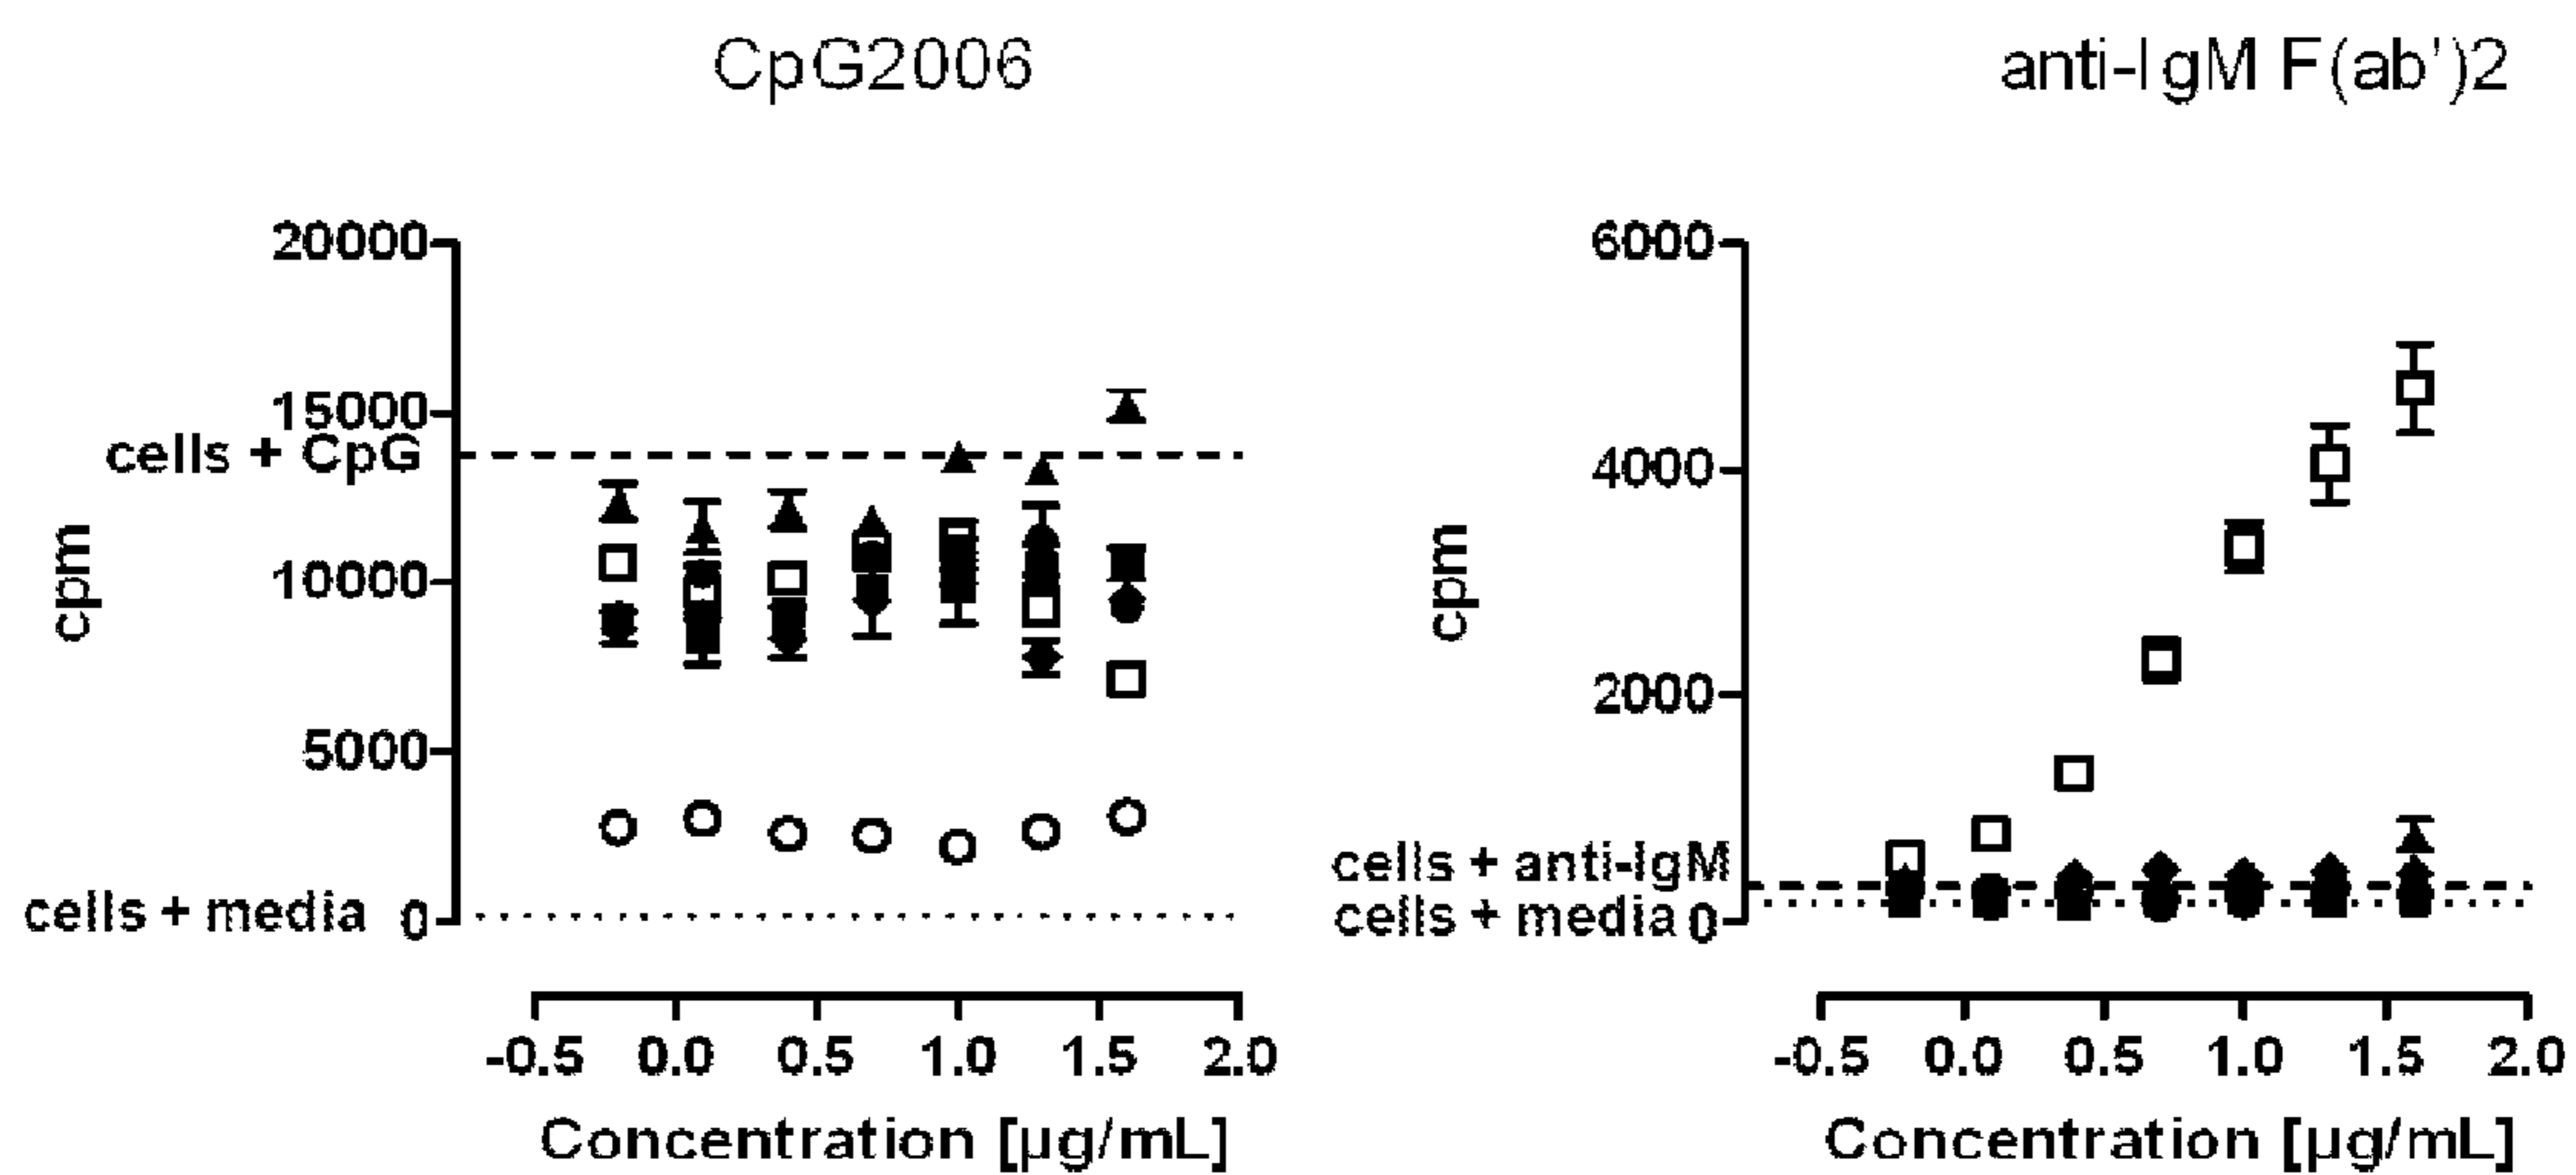 CpG2006
20000
15000
cells + CpG
10000
5000
cells + media 0
cpm
-0.5 0.0 0.5 1.0 1.5 2.0
Concentration [µg/mL]
anti-IgM F(ab')2
6000
4000
2000
cells + anti-IgM
cells + media 0
cpm
-0.5 0.0 0.5 1.0 1.5 2.0
Concentration [µg/mL]